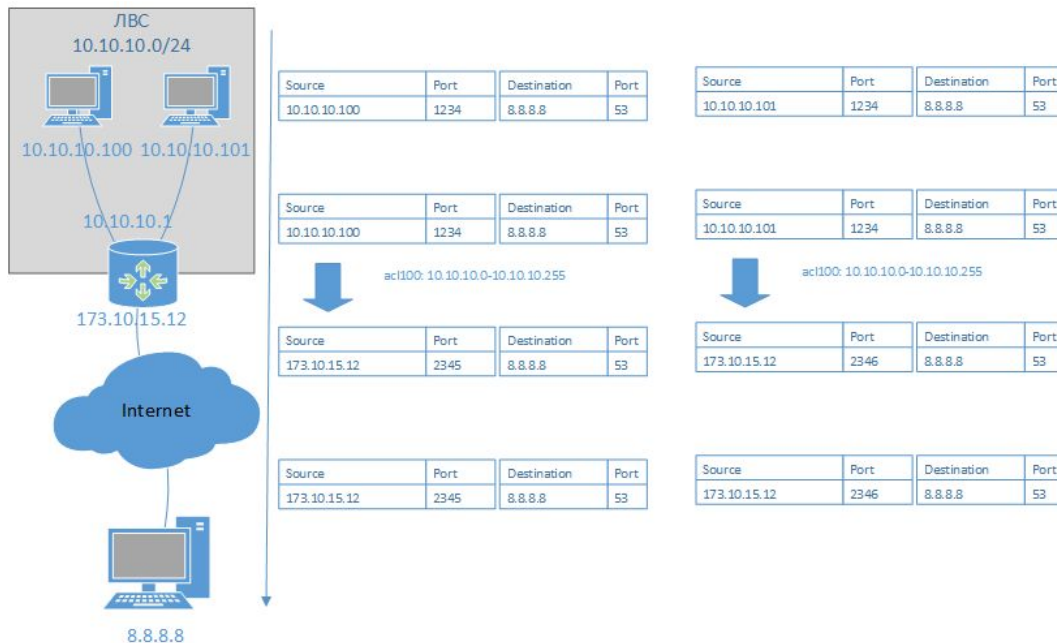 ЛВС
10.10.10.0/24
10.10.10.100 10.10.10.101
10.10.10.1
173.10.15.12
Internet
8.8.8.8
Source Port Destination Port
10.10.10.100 1234 8.8.8.8 53
Source Port Destination Port
10.10.10.101 1234 8.8.8.8 53
Source Port Destination Port
10.10.10.100 1234 8.8.8.8 53
Source Port Destination Port
10.10.10.101 1234 8.8.8.8 53
acl100: 10.10.10.0-10.10.10.255
acl100: 10.10.10.0-10.10.10.255
Source Port Destination Port
173.10.15.12 2345 8.8.8.8 53
Source Port Destination Port
173.10.15.12 2346 8.8.8.8 53
Source Port Destination Port
173.10.15.12 2345 8.8.8.8 53
Source Port Destination Port
173.10.15.12 2346 8.8.8.8 53